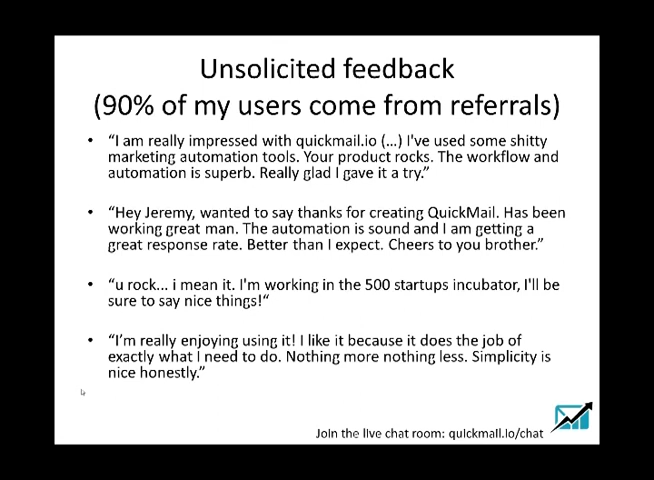 Unsolicited feedback
(90% of my users come from referrals)
• “I am really impressed with quickmail.io (...) I've used some shitty
marketing automation tools. Your product rocks. The workflow and
automation is superb. Really glad I gave it a try.”
• “Hey Jeremy, wanted to say thanks for creating QuickMail. Has been
working great man. The automation is sound and I am getting a
great response rate. Better than I expect. Cheers to you brother.”
• “u rock... i mean it. I'm working in the 500 startups incubator, I'll be
sure to say nice things!“
• “I’m really enjoying using it! I like it because it does the job of
exactly what I need to do. Nothing more nothing less. Simplicity is
nice honestly.”
Join the live chat room: quickmail.io/chat